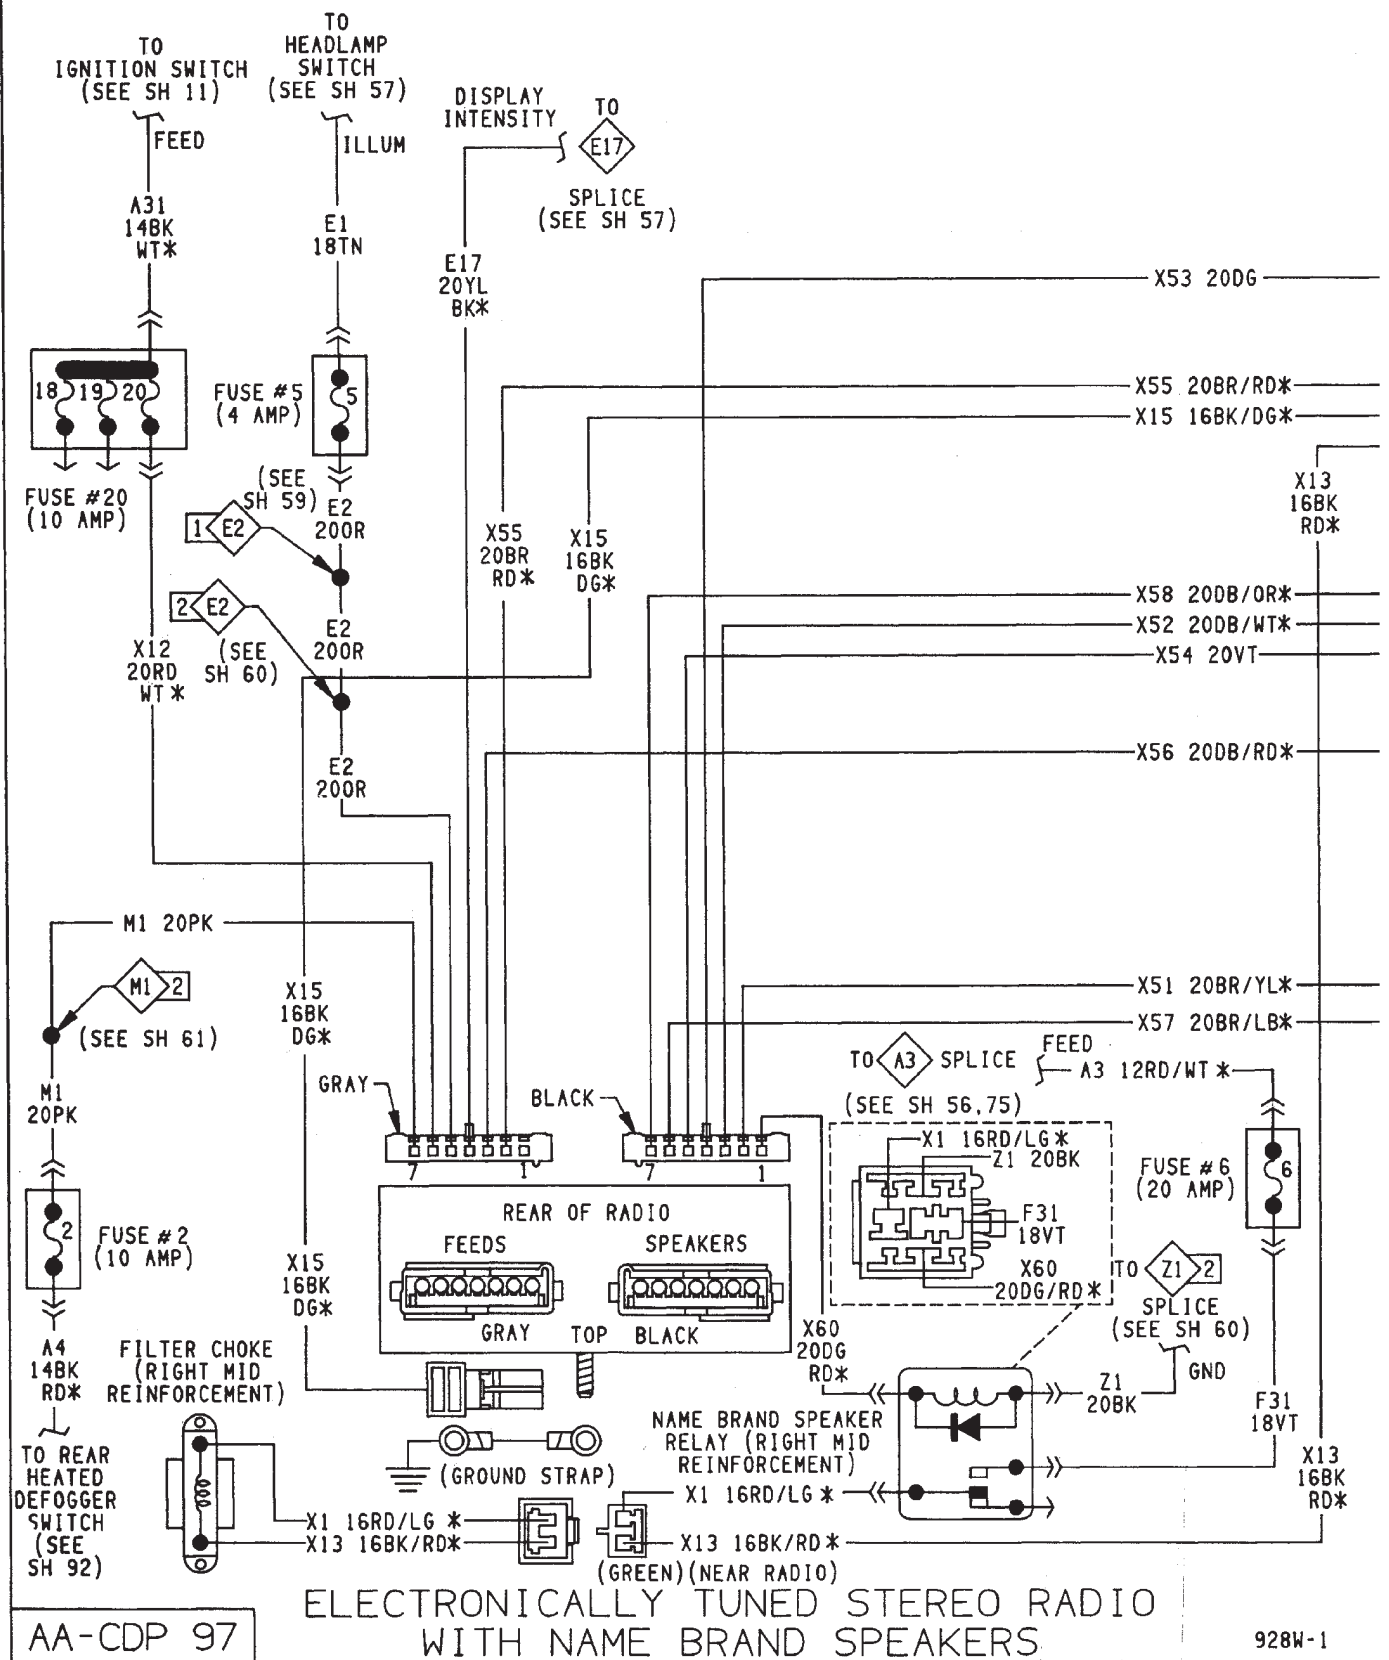 TO
IGNITION SWITCH
(SEE SH 11)
FEED
TO
HEADLAMP
SWITCH
(SEE SH 57)
ILLUM
DISPLAY
INTENSITY
TO
E17
SPLICE
(SEE SH 57)
A31
14BK
WT*
E1
18TN
E17
20YL
BK*
X53 20DG
18 19 20
FUSE #20
(10 AMP)
FUSE #5
(4 AMP)
5
X55 20BR/RD*
X15 16BK/DG*
X13
16BK
RD*
(SEE
SH 59)
1 E2
E2
20OR
2 E2
(SEE
SH 60)
E2
20OR
X55
20BR
RD*
X15
16BK
DG*
X58 20DB/OR*
X52 20DB/WT*
X54 20VT
X12
20RD
WT*
E2
20OR
X56 20DB/RD*
M1 20PK
M1 2
(SEE SH 61)
X15
16BK
DG*
X51 20BR/YL*
X57 20BR/LB*
M1
20PK
GRAY
BLACK
TO A3 SPLICE
(SEE SH 56,75)
FEED
A3 12RD/WT*
7 1
7 1
X1 16RD/LG*
Z1 20BK
F31
18VT
X60
20DG/RD*
FUSE #6
(20 AMP)
6
2
FUSE #2
(10 AMP)
REAR OF RADIO
FEEDS
SPEAKERS
GRAY
TOP
BLACK
X15
16BK
DG*
TO Z1 2
SPLICE
(SEE SH 60)
GND
A4
14BK
RD*
FILTER CHOKE
(RIGHT MID
REINFORCEMENT)
X60
20DG
RD*
Z1
20BK
F31
18VT
NAME BRAND SPEAKER
RELAY (RIGHT MID
REINFORCEMENT)
X13
16BK
RD*
TO REAR
HEATED
DEFOGGER
SWITCH
(SEE
SH 92)
(GROUND STRAP)
X1 16RD/LG *
X1 16RD/LG *
X13 16BK/RD*
X13 16BK/RD*
(GREEN)(NEAR RADIO)
ELECTRONICALLY TUNED STEREO RADIO
WITH NAME BRAND SPEAKERS
AA-CDP 97
928W-1